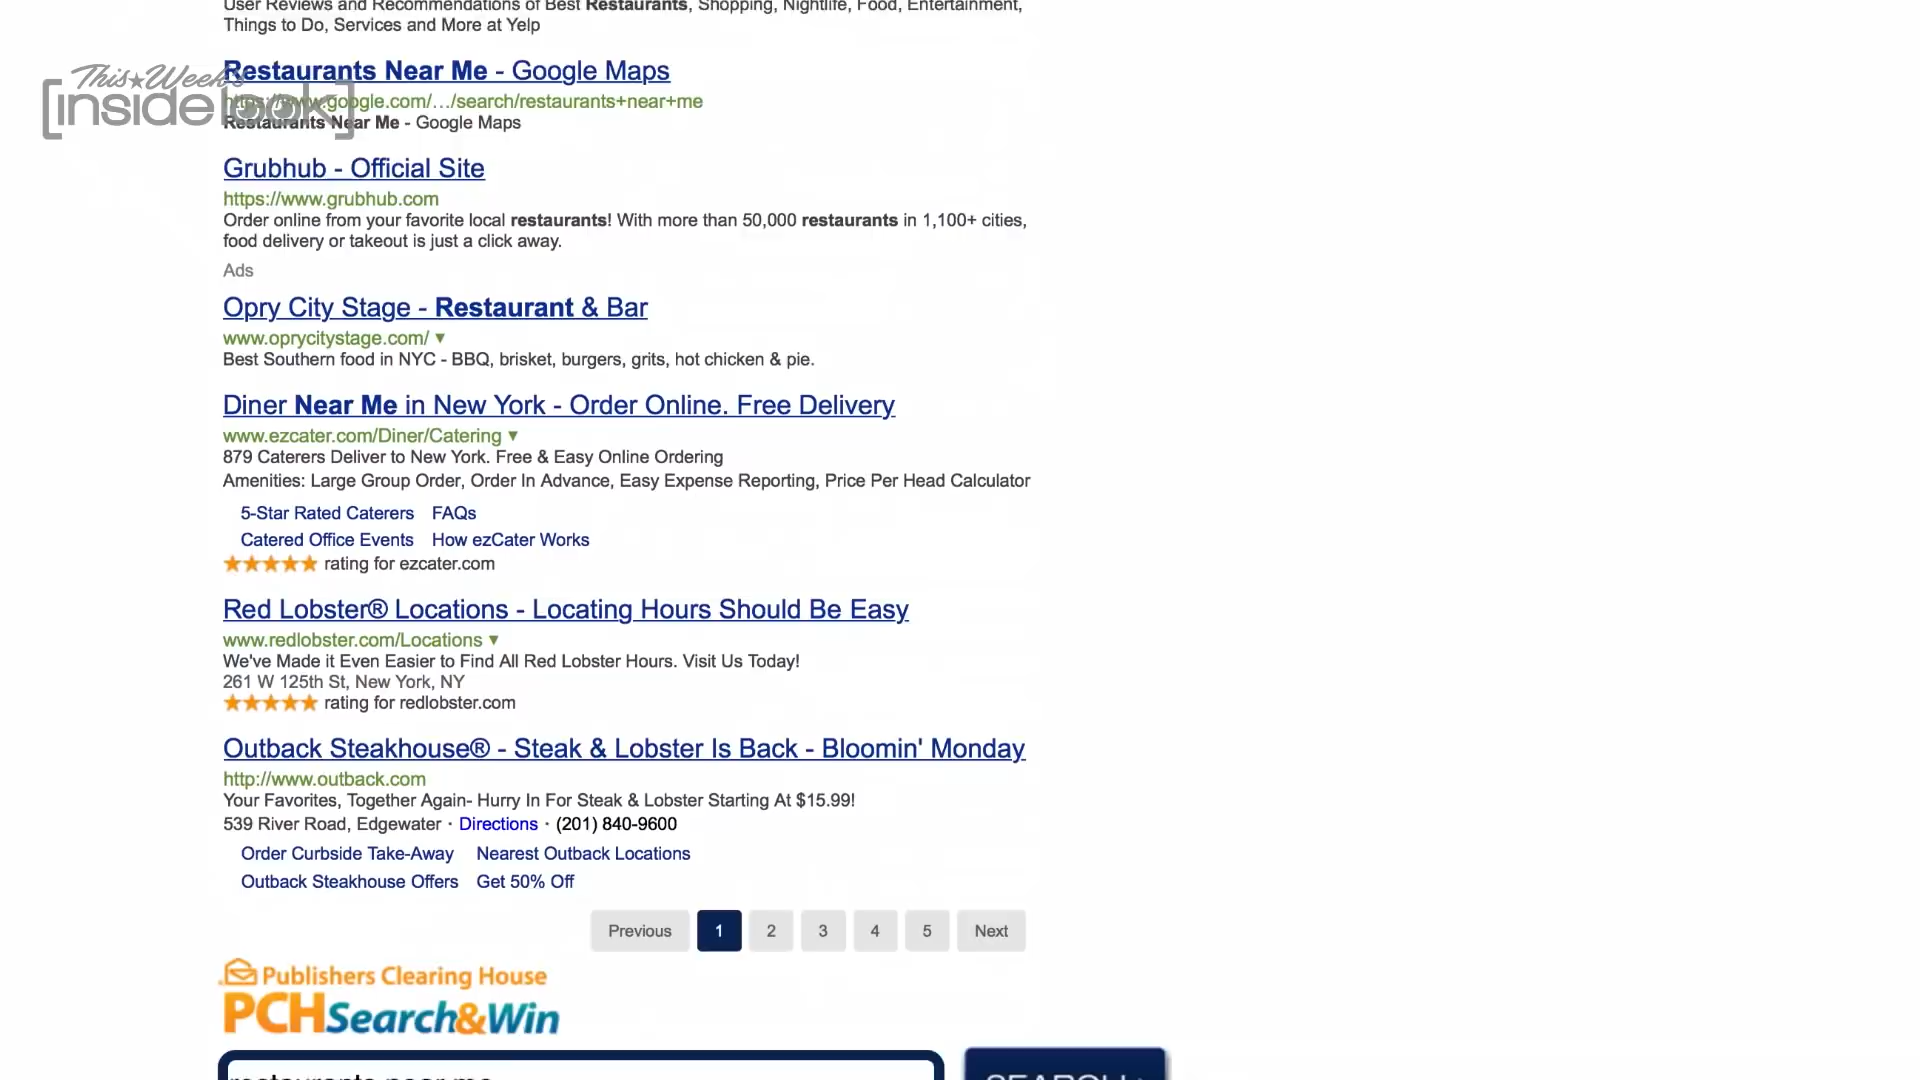 User Reviews and Recommendations of Best Restaurants, Shopping, Nightlife, Food, Entertainment,
Things to Do, Services and More at Yelp
This★Week's
[insidelook]
Restaurants Near Me - Google Maps
https://www.google.com/…/search/restaurants+near+me
Restaurants Near Me - Google Maps
Grubhub - Official Site
https://www.grubhub.com
Order online from your favorite local restaurants! With more than 50,000 restaurants in 1,100+ cities,
food delivery or takeout is just a click away.
Ads
Opry City Stage - Restaurant & Bar
www.oprycitystage.com/ ▼
Best Southern food in NYC - BBQ, brisket, burgers, grits, hot chicken & pie.
Diner Near Me in New York - Order Online. Free Delivery
www.ezcater.com/Diner/Catering ▼
879 Caterers Deliver to New York. Free & Easy Online Ordering
Amenities: Large Group Order, Order In Advance, Easy Expense Reporting, Price Per Head Calculator
5-Star Rated Caterers FAQs
Catered Office Events How ezCater Works
★★★★★ rating for ezcater.com
Red Lobster® Locations - Locating Hours Should Be Easy
www.redlobster.com/Locations ▼
We've Made it Even Easier to Find All Red Lobster Hours. Visit Us Today!
261 W 125th St, New York, NY
★★★★★ rating for redlobster.com
Outback Steakhouse® - Steak & Lobster Is Back - Bloomin' Monday
http://www.outback.com
Your Favorites, Together Again- Hurry In For Steak & Lobster Starting At $15.99!
539 River Road, Edgewater · Directions · (201) 840-9600
Order Curbside Take-Away Nearest Outback Locations
Outback Steakhouse Offers Get 50% Off
Previous 1 2 3 4 5 Next
Publishers Clearing House
PCHSearch&Win
restaurants near me SEARCH